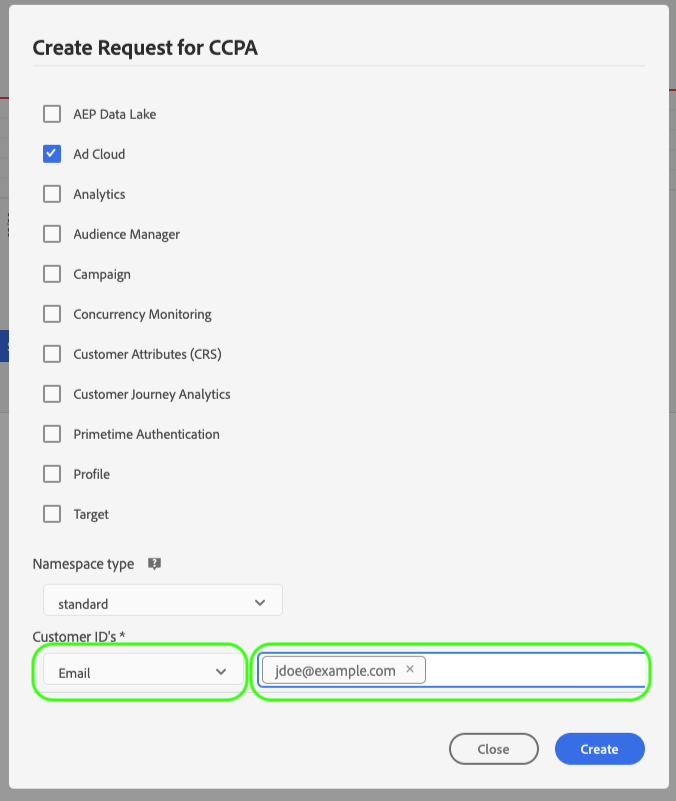 Create Request for CCPA
AEP Data Lake
Ad Cloud
Analytics
Audience Manager
Campaign
Concurrency Monitoring
Customer Attributes (CRS)
Customer Journey Analytics
Primetime Authentication
Profile
Target
Namespace type ?
standard
Customer ID's *
Email jdoe@example.com ×
Close Create